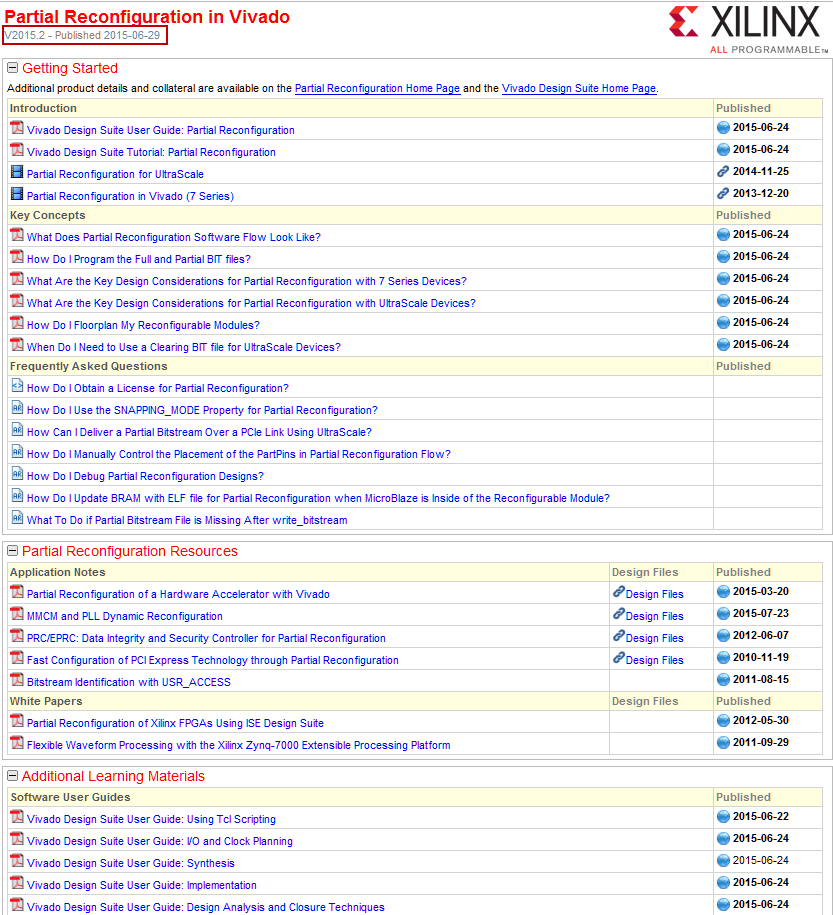 Partial Reconfiguration in Vivado
V2015.2 - Published 2015-06-29
XILINX
ALL PROGRAMMABLE™
Getting Started
Additional product details and collateral are available on the Partial Reconfiguration Home Page and the Vivado Design Suite Home Page.
Introduction Published
Vivado Design Suite User Guide: Partial Reconfiguration 2015-06-24
Vivado Design Suite Tutorial: Partial Reconfiguration 2015-06-24
Partial Reconfiguration for UltraScale 2014-11-25
Partial Reconfiguration in Vivado (7 Series) 2013-12-20
Key Concepts Published
What Does Partial Reconfiguration Software Flow Look Like? 2015-06-24
How Do I Program the Full and Partial BIT files? 2015-06-24
What Are the Key Design Considerations for Partial Reconfiguration with 7 Series Devices? 2015-06-24
What Are the Key Design Considerations for Partial Reconfiguration with UltraScale Devices? 2015-06-24
How Do I Floorplan My Reconfigurable Modules? 2015-06-24
When Do I Need to Use a Clearing BIT file for UltraScale Devices? 2015-06-24
Frequently Asked Questions Published
How Do I Obtain a License for Partial Reconfiguration?
AR How Do I Use the SNAPPING_MODE Property for Partial Reconfiguration?
AR How Can I Deliver a Partial Bitstream Over a PCIe Link Using UltraScale?
AR How Do I Manually Control the Placement of the PartPins in Partial Reconfiguration Flow?
AR How Do I Debug Partial Reconfiguration Designs?
AR How Do I Update BRAM with ELF file for Partial Reconfiguration when MicroBlaze is Inside of the Reconfigurable Module?
AR What To Do if Partial Bitstream File is Missing After write_bitstream
Partial Reconfiguration Resources
Application Notes Design Files Published
Partial Reconfiguration of a Hardware Accelerator with Vivado Design Files 2015-03-20
MMCM and PLL Dynamic Reconfiguration Design Files 2015-07-23
PRC/EPRC: Data Integrity and Security Controller for Partial Reconfiguration Design Files 2012-06-07
Fast Configuration of PCI Express Technology through Partial Reconfiguration Design Files 2010-11-19
Bitstream Identification with USR_ACCESS 2011-08-15
White Papers Design Files Published
Partial Reconfiguration of Xilinx FPGAs Using ISE Design Suite 2012-05-30
Flexible Waveform Processing with the Xilinx Zynq-7000 Extensible Processing Platform 2011-09-29
Additional Learning Materials
Software User Guides Published
Vivado Design Suite User Guide: Using Tcl Scripting 2015-06-22
Vivado Design Suite User Guide: I/O and Clock Planning 2015-06-24
Vivado Design Suite User Guide: Synthesis 2015-06-24
Vivado Design Suite User Guide: Implementation 2015-06-24
Vivado Design Suite User Guide: Design Analysis and Closure Techniques 2015-06-24